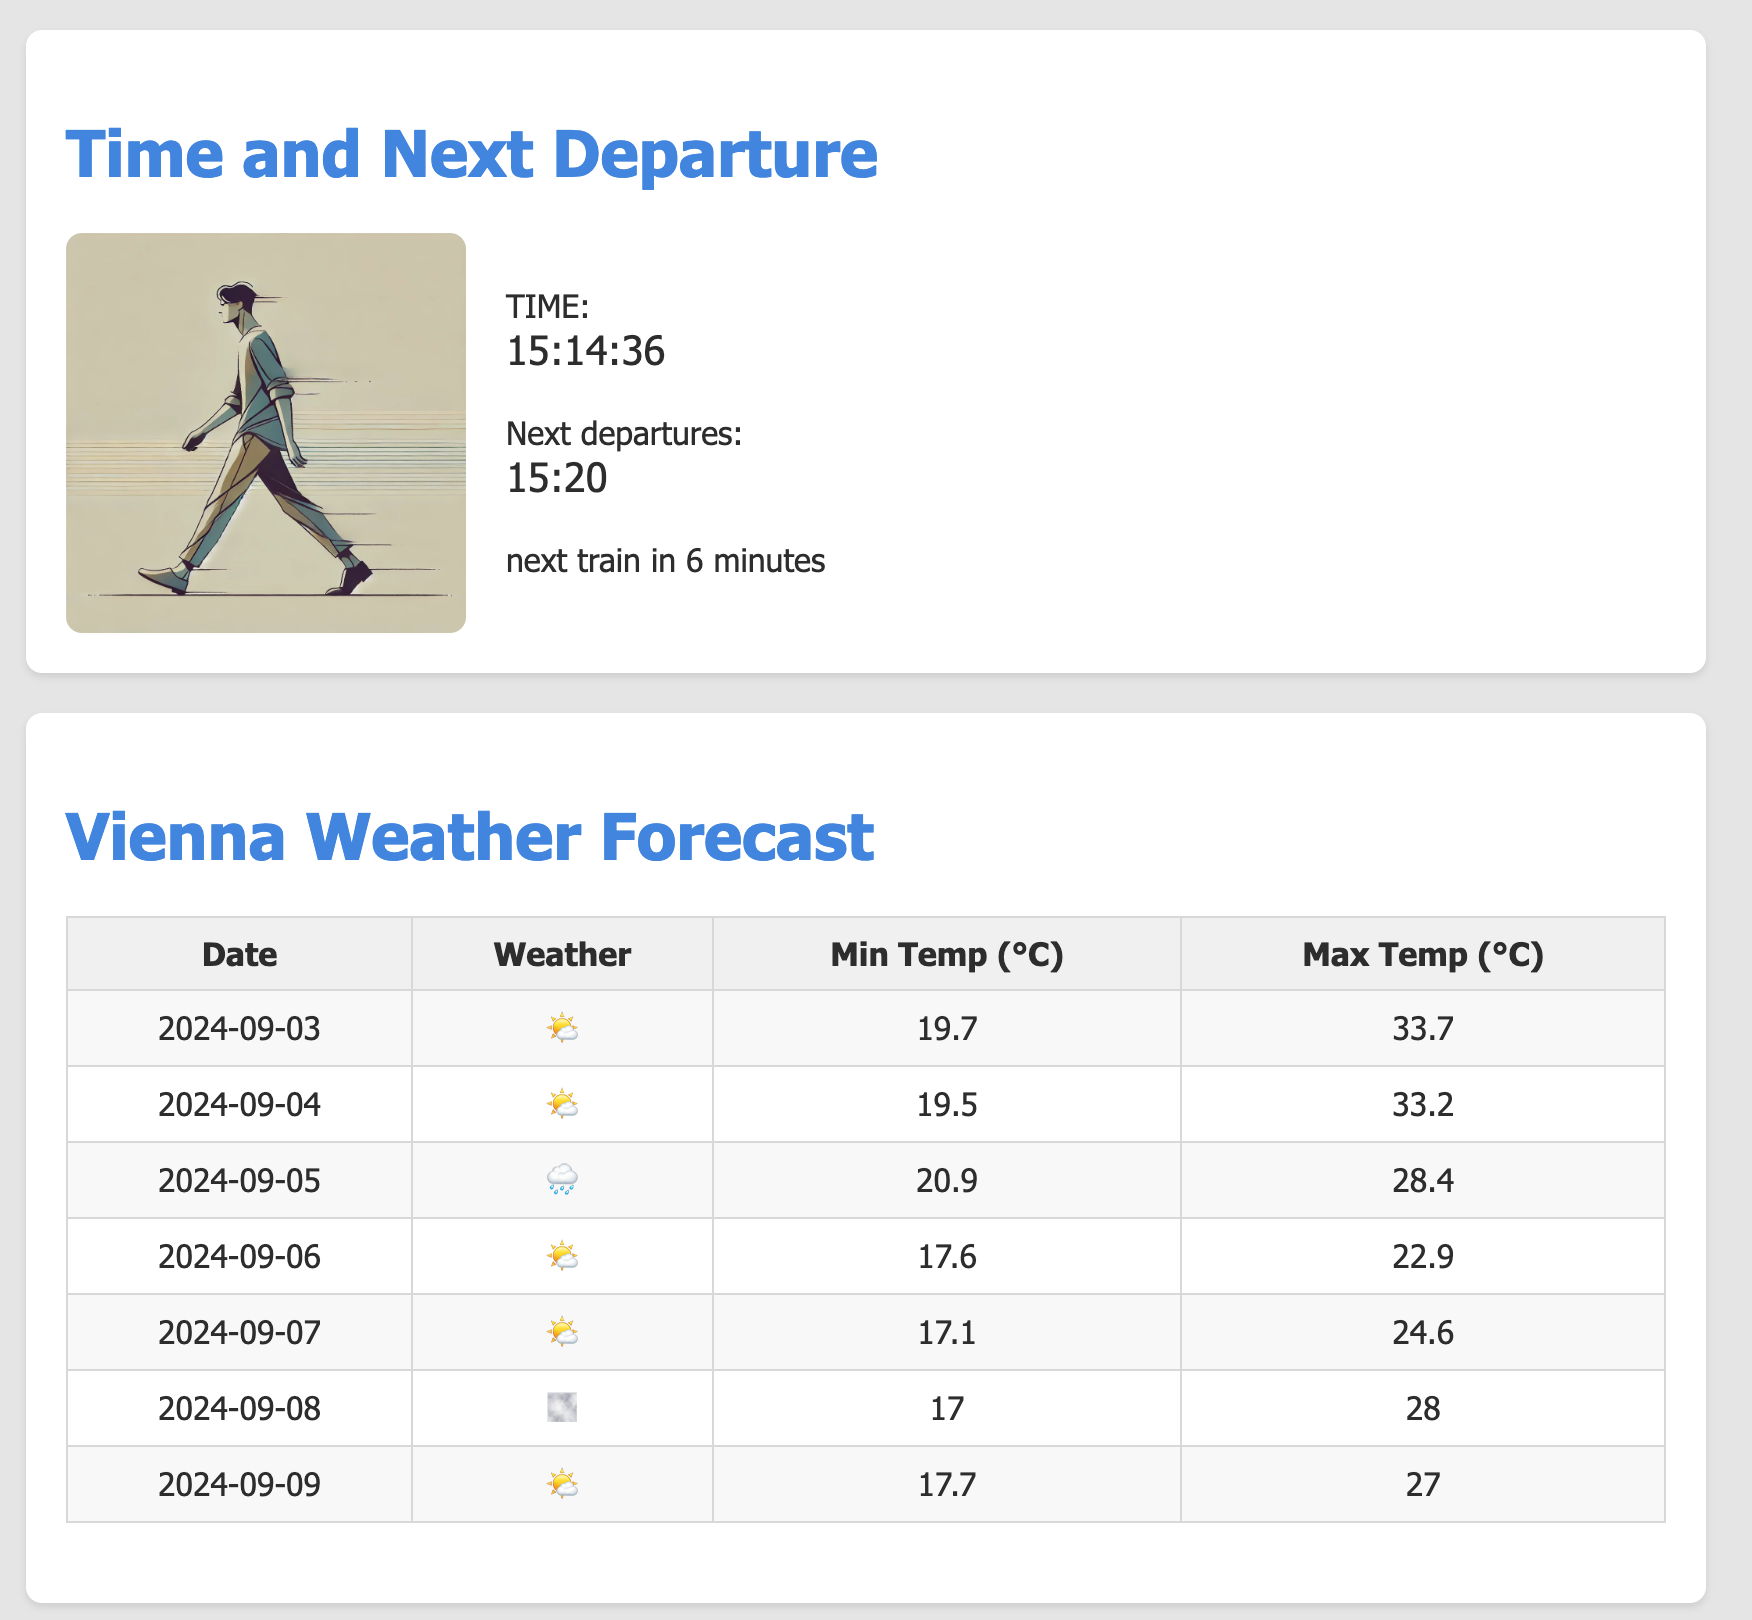 Time and Next Departure
TIME:
15:14:36
Next departures:
15:20
next train in 6 minutes
Vienna Weather Forecast
Date Weather Min Temp (°C) Max Temp (°C)
2024-09-03 19.7 33.7
2024-09-04 19.5 33.2
2024-09-05 20.9 28.4
2024-09-06 17.6 22.9
2024-09-07 17.1 24.6
2024-09-08 17 28
2024-09-09 17.7 27